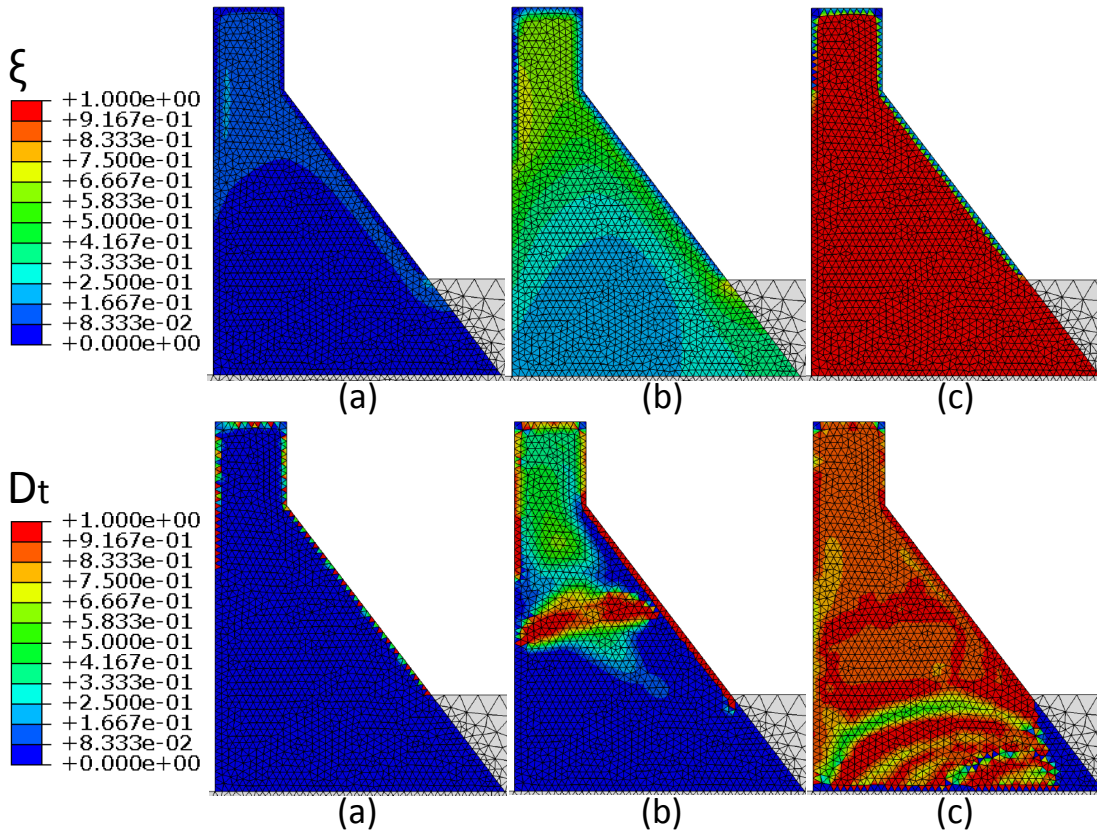 ξ
+1.000e+00
+9.167e-01
+8.333e-01
+7.500e-01
+6.667e-01
+5.833e-01
+5.000e-01
+4.167e-01
+3.333e-01
+2.500e-01
+1.667e-01
+8.333e-02
+0.000e+00
(a) (b) (c)
Dt
+1.000e+00
+9.167e-01
+8.333e-01
+7.500e-01
+6.667e-01
+5.833e-01
+5.000e-01
+4.167e-01
+3.333e-01
+2.500e-01
+1.667e-01
+8.333e-02
+0.000e+00
(a) (b) (c)